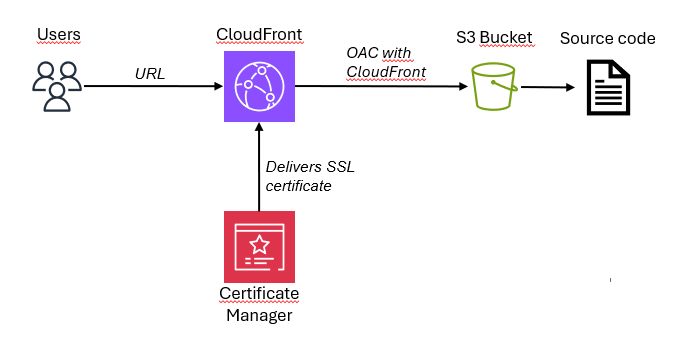 Users
CloudFront
S3 Bucket
Source code
URL
OAC with
CloudFront
Delivers SSL
certificate
Certificate
Manager